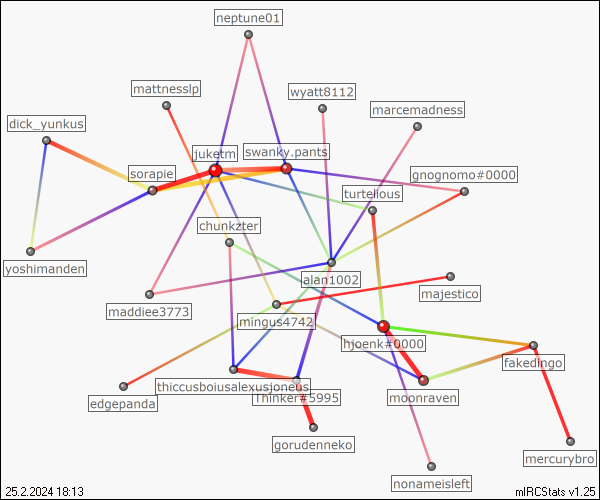 neptune01
mattnesslp
wyatt8112
marcemadness
dick_yunkus
juketm
swanky.pants
sorapie
gnognomo#0000
turtellous
chunkzter
yoshimanden
alan1002
majestico
maddiee3773
mingus4742
hjoenk#0000
fakedingo
thiccusboiusalexusjoneus
Thinker#5995
moonraven
edgepanda
gorudenneko
mercurybro
nonameisleft
25.2.2024 18:13
mIRCStats v1.25